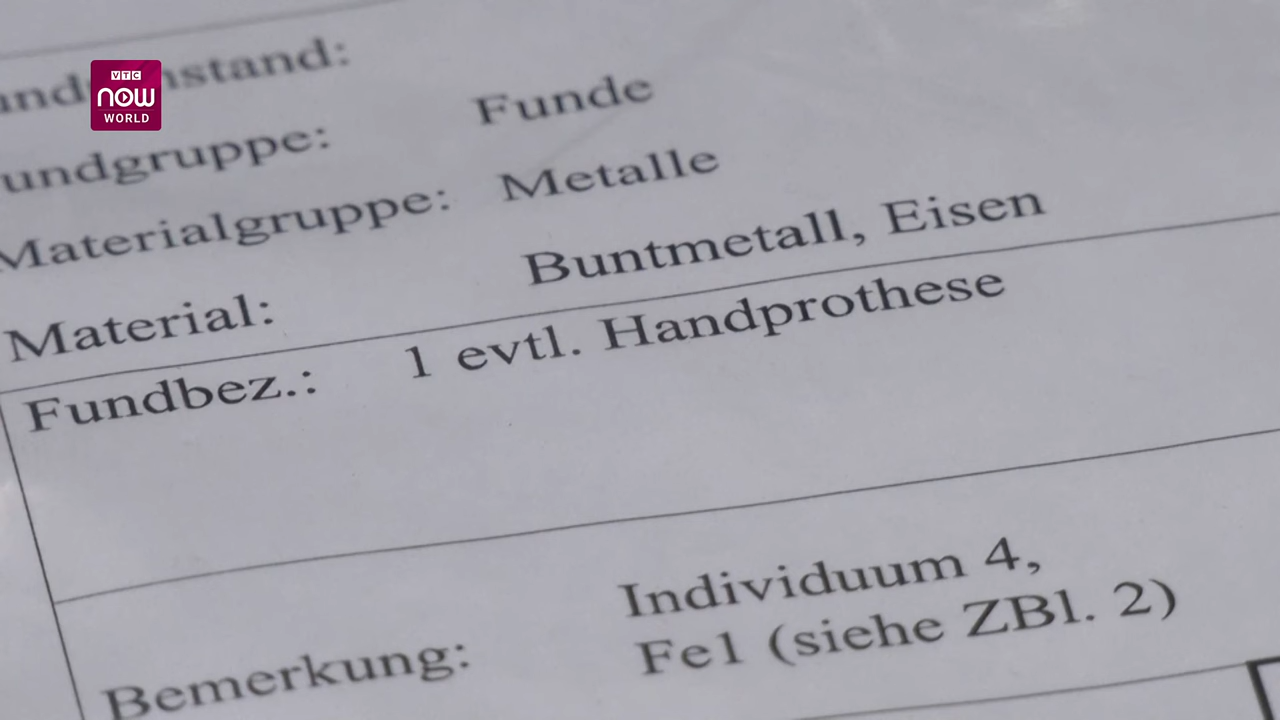 VTC
now
WORLD
Funde
Materialgruppe: Metalle
Material: Buntmetall, Eisen
Fundbez.: 1 evtl. Handprothese
Bemerkung: Individuum 4,
Fe1 (siehe ZBl. 2)